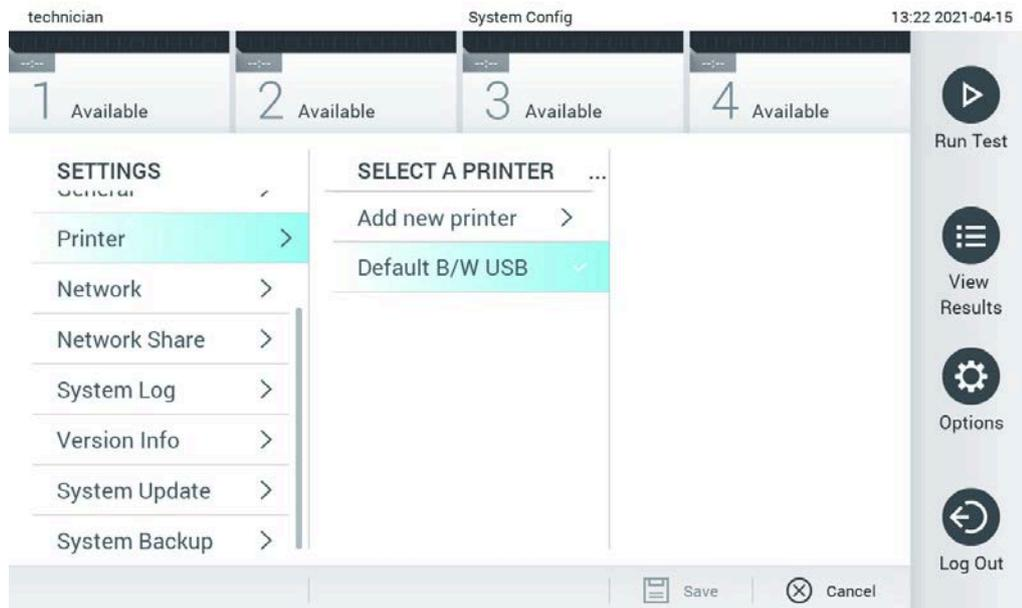 technician System Config 13:22 2021-04-15
--:-- --:-- --:-- --:--
1 Available 2 Available 3 Available 4 Available
Run Test
SETTINGS
General
Printer
Network
Network Share
System Log
Version Info
System Update
System Backup
SELECT A PRINTER ...
Add new printer
Default B/W USB
View
Results
Options
Log Out
Save Cancel